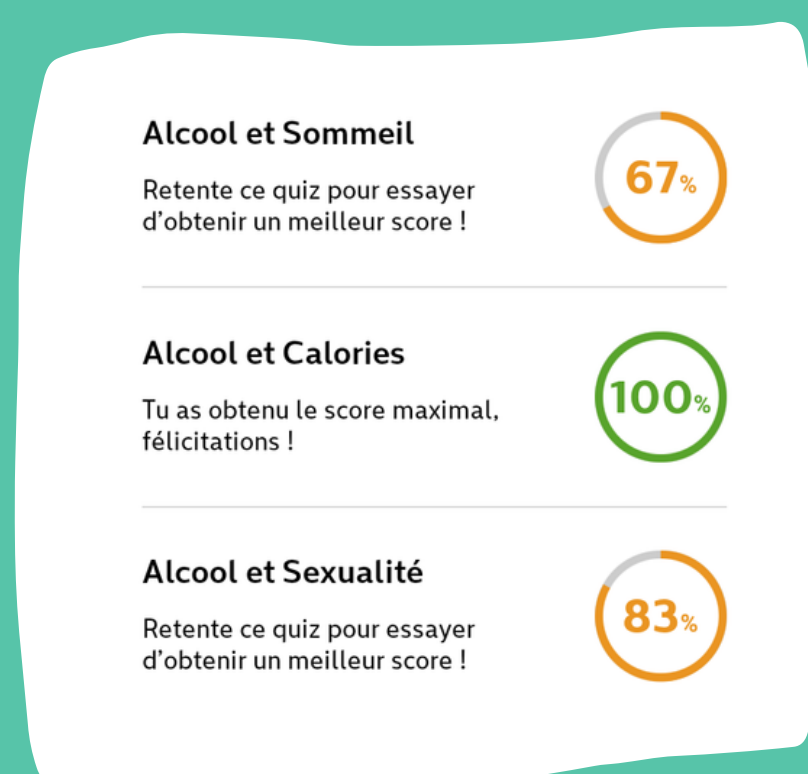 Alcool et Sommeil
67%
Retente ce quiz pour essayer
d’obtenir un meilleur score !
Alcool et Calories
100%
Tu as obtenu le score maximal,
félicitations !
Alcool et Sexualité
83%
Retente ce quiz pour essayer
d’obtenir un meilleur score !